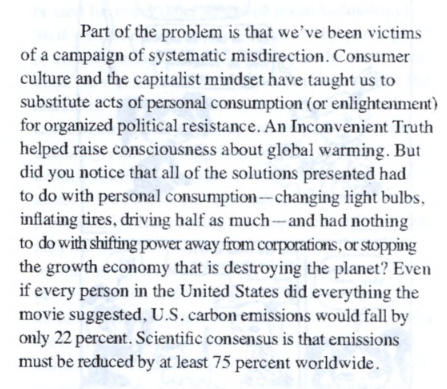 Part of the problem is that we've been victims
of a campaign of systematic misdirection. Consumer
culture and the capitalist mindset have taught us to
substitute acts of personal consumption (or enlightenment)
for organized political resistance. An Inconvenient Truth
helped raise consciousness about global warming. But
did you notice that all of the solutions presented had
to do with personal consumption—changing light bulbs,
inflating tires, driving half as much—and had nothing
to do with shifting power away from corporations, or stopping
the growth economy that is destroying the planet? Even
if every person in the United States did everything the
movie suggested, U.S. carbon emissions would fall by
only 22 percent. Scientific consensus is that emissions
must be reduced by at least 75 percent worldwide.